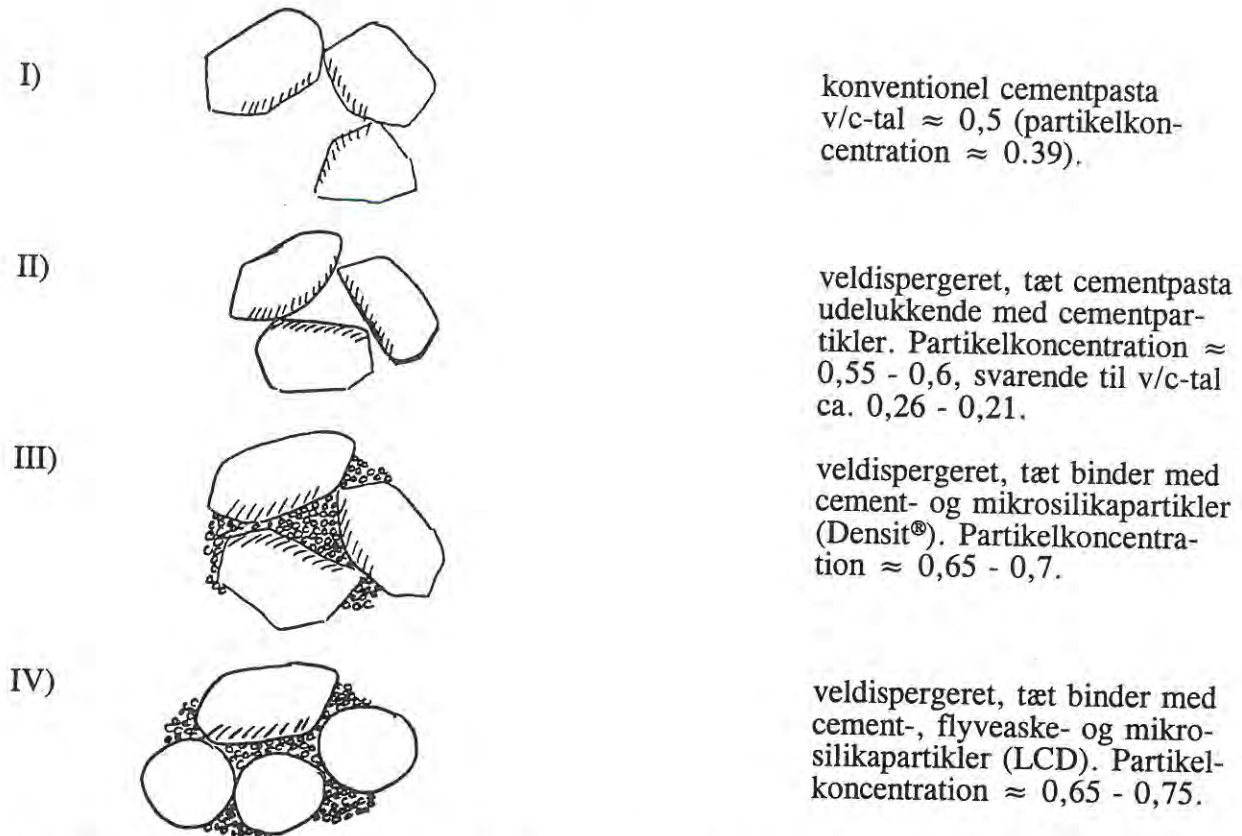 I)
konventionel cementpasta
v/c-tal ≈ 0,5 (partikelkon-
centration ≈ 0.39).
II)
veldispergeret, tæt cementpasta
udelukkende med cementpar-
tikler. Partikelkoncentration ≈
0,55 - 0,6, svarende til v/c-tal
ca. 0,26 - 0,21.
III)
veldispergeret, tæt binder med
cement- og mikrosilikapartikler
(Densit®). Partikelkoncentra-
tion ≈ 0,65 - 0,7.
IV)
veldispergeret, tæt binder med
cement-, flyveaske- og mikro-
silikapartikler (LCD). Partikel-
koncentration ≈ 0,65 - 0,75.